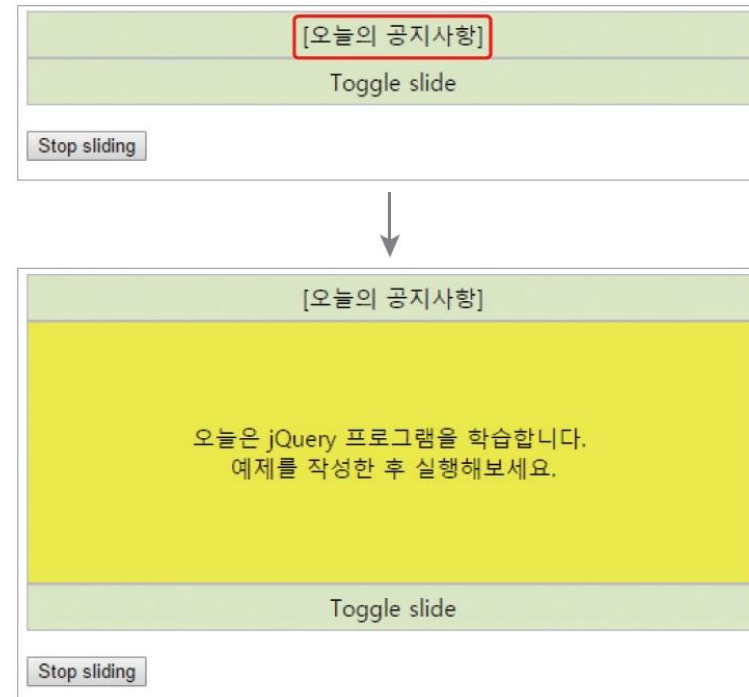 [오늘의 공지사항]
Toggle slide
Stop sliding
[오늘의 공지사항]
오늘은 jQuery 프로그램을 학습합니다.
예제를 작성한 후 실행해보세요.
Toggle slide
Stop sliding